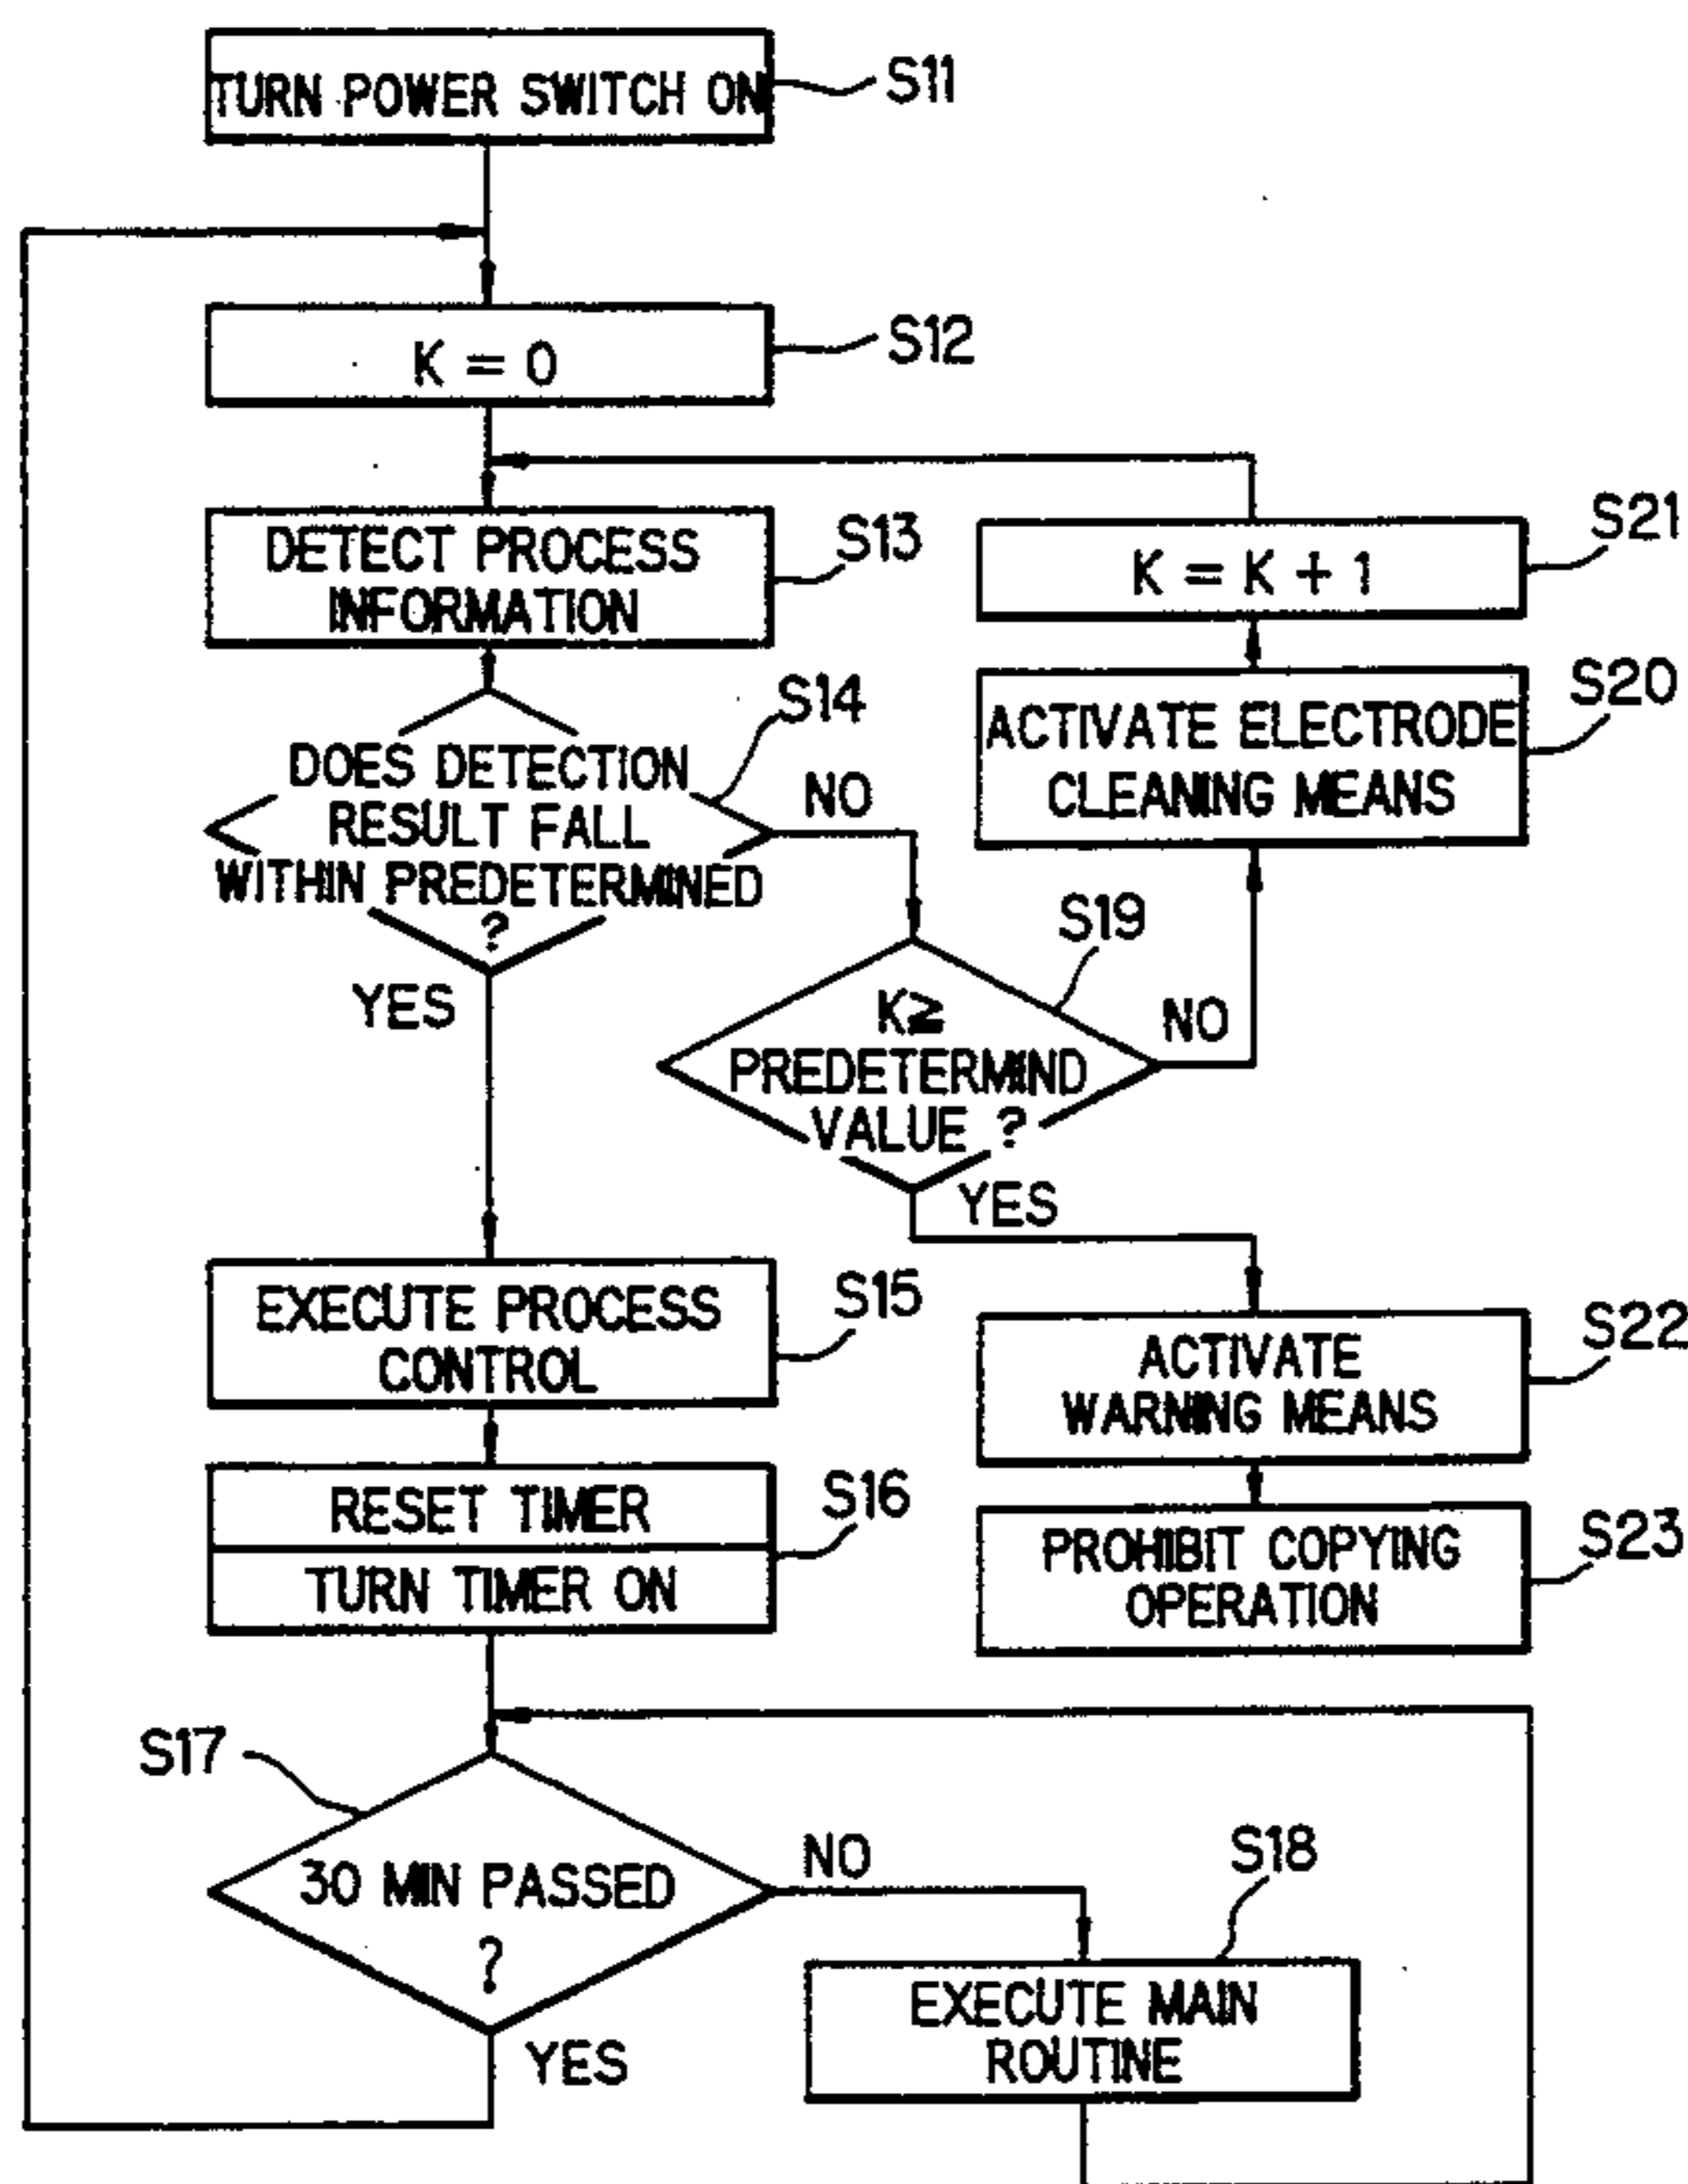 TURN POWER SWITCH ON
S11
K = 0
S12
DETECT PROCESS
INFORMATION
S13
K = K + 1
S21
DOES DETECTION
RESULT FALL
WITHIN PREDETERMINED
?
S14
NO
YES
ACTIVATE ELECTRODE
CLEANING MEANS
S20
K≥
PREDETERMIND
VALUE ?
S19
NO
YES
EXECUTE PROCESS
CONTROL
S15
ACTIVATE
WARNING MEANS
S22
RESET TIMER
TURN TIMER ON
S16
PROHIBIT COPYING
OPERATION
S23
S17
30 MIN PASSED
?
NO
YES
S18
EXECUTE MAIN
ROUTINE